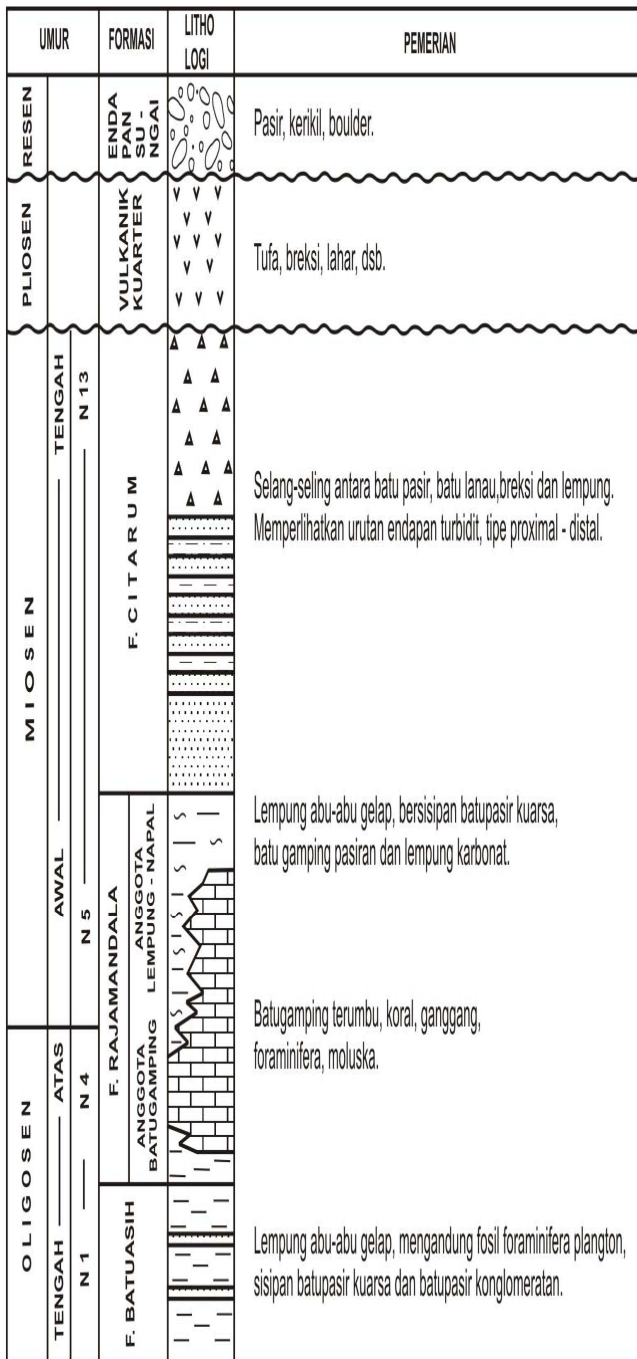 UMUR
FORMASI
LITHO
LOGI
PEMERIAN
RESEN
ENDA
PAN
SU -
NGAI
Pasir, kerikil, boulder.
PLIOSEN
VULKANIK
KUARTER
Tufa, breksi, lahar, dsb.
MIOSEN
TENGAH
N 13
F. CITARUM
Selang-seling antara batu pasir, batu lanau,breksi dan lempung.
Memperlihatkan urutan endapan turbidit, tipe proximal - distal.
AWAL
N 5
F. RAJAMANDALA
ANGGOTA
LEMPUNG - NAPAL
Lempung abu-abu gelap, bersisipan batupasir kuarsa,
batu gamping pasiran dan lempung karbonat.
OLIGOSEN
ATAS
N 4
ANGGOTA
BATUGAMPING
Batugamping terumbu, koral, ganggang,
foraminifera, moluska.
TENGAH
N 1
F. BATUASIH
Lempung abu-abu gelap, mengandung fosil foraminifera plangton,
sisipan batupasir kuarsa dan batupasir konglomeratan.